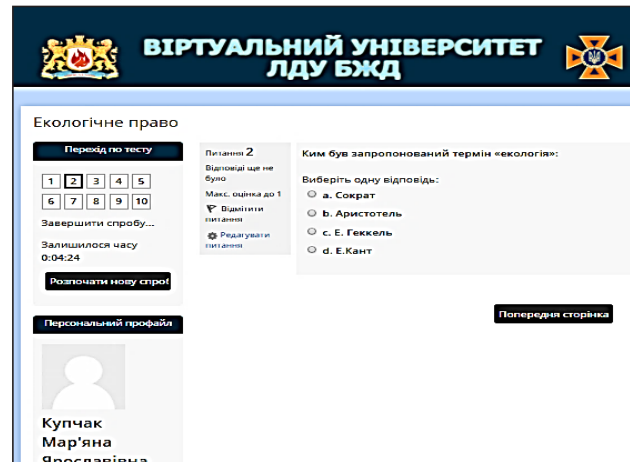 ВІРТУАЛЬНИЙ УНІВЕРСИТЕТ
ЛДУ БЖД
Екологічне право
Перехід по тесту
1 2 3 4 5
6 7 8 9 10
Завершити спробу...
Залишилося часу
0:04:24
Розпочати нову спроб
Персональний профайл
Купчак
Мар'яна
Ярославівна
Питання 2
Відповіді ще не
було
Макс. оцінка до 1
Відмітити
питання
Редагувати
питання
Ким був запропонований термін «екологія»:
Виберіть одну відповідь:
a. Сократ
b. Аристотель
c. Е. Геккель
d. Е.Кант
Попередня сторінка